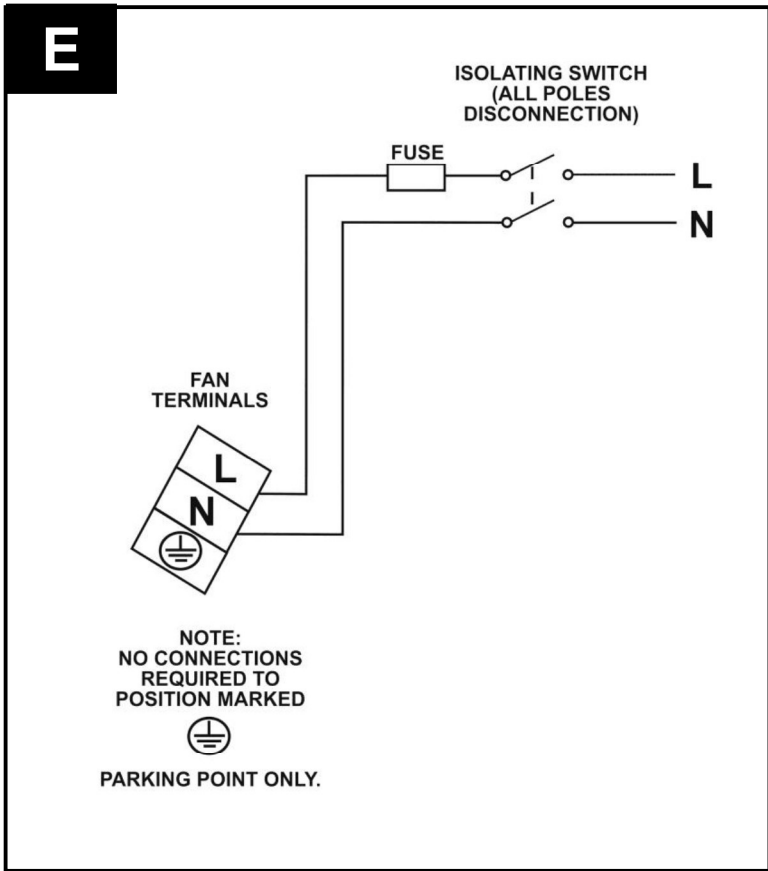 E
ISOLATING SWITCH
(ALL POLES
DISCONNECTION)
FUSE
L
N
FAN
TERMINALS
L
N
NOTE:
NO CONNECTIONS
REQUIRED TO
POSITION MARKED
PARKING POINT ONLY.